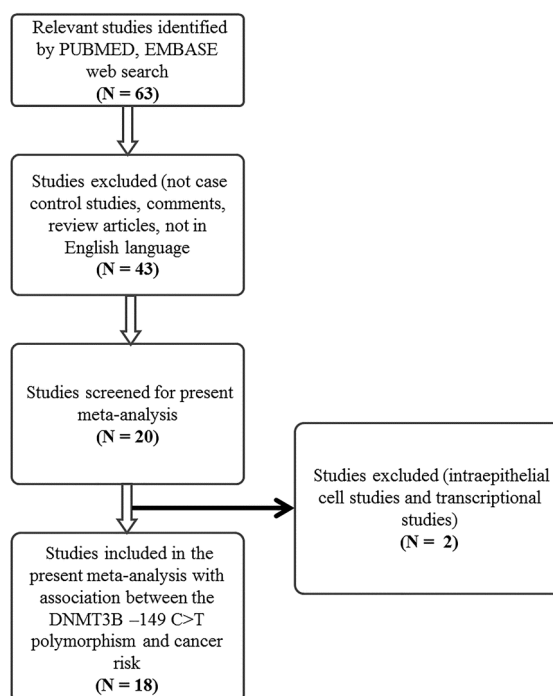 Relevant studies identified
by PUBMED, EMBASE
web search
(N = 63)
Studies excluded (not case
control studies, comments,
review articles, not in
English language
(N = 43)
Studies screened for present
meta-analysis
(N = 20)
Studies excluded (intraepithelial
cell studies and transcriptional
studies)
(N = 2)
Studies included in the
present meta-analysis with
association between the
DNMT3B –149 C>T
polymorphism and cancer
risk
(N = 18)